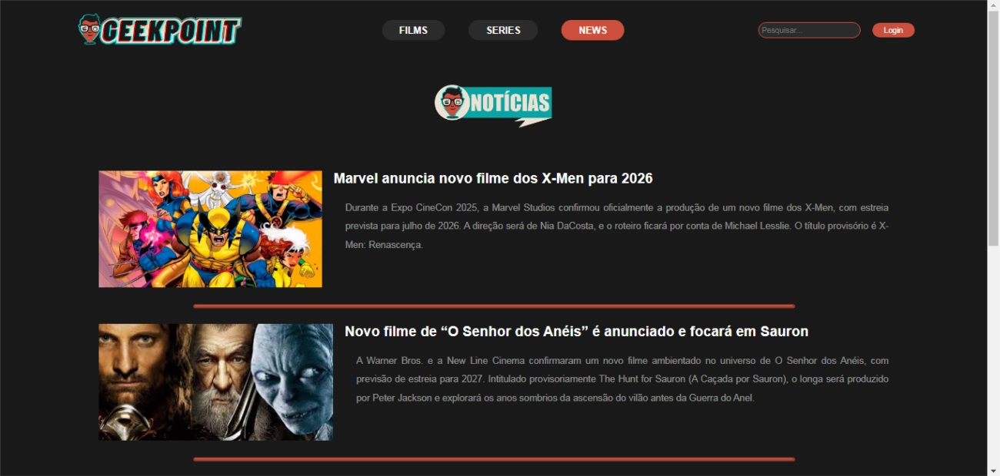 GEEKPOINT
FILMS
SERIES
NEWS
Pesquisar...
Login
NOTÍCIAS
Marvel anuncia novo filme dos X-Men para 2026
Durante a Expo CineCon 2025, a Marvel Studios confirmou oficialmente a produção de um novo filme dos X-Men, com estreia
prevista para julho de 2026. A direção será de Nia DaCosta, e o roteiro ficará por conta de Michael Lesslie. O título provisório é X-
Men: Renascença.
Novo filme de “O Senhor dos Anéis” é anunciado e focará em Sauron
A Warner Bros. e a New Line Cinema confirmaram um novo filme ambientado no universo de O Senhor dos Anéis, com
previsão de estreia para 2027. Intitulado provisoriamente The Hunt for Sauron (A Caçada por Sauron), o longa será produzido
por Peter Jackson e explorará os anos sombrios da ascensão do vilão antes da Guerra do Anel.